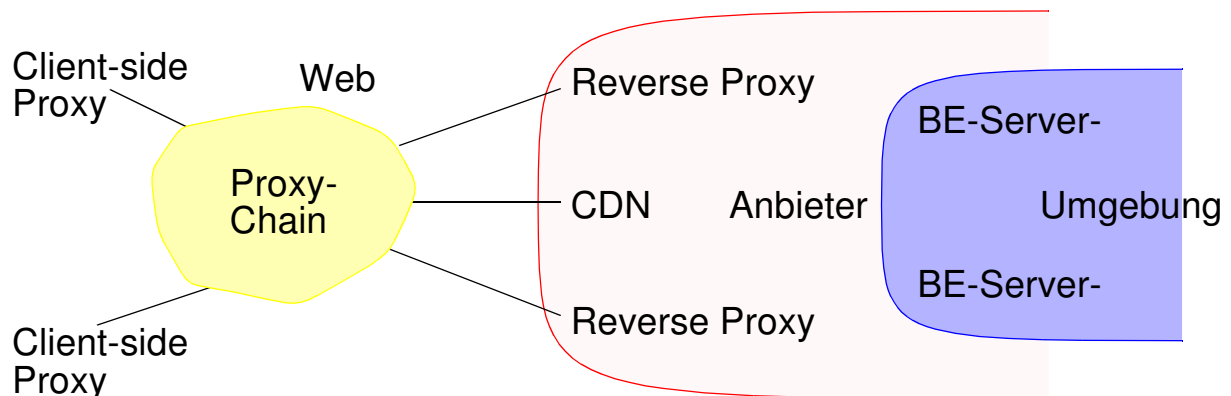 Client-side
Proxy
Web
Reverse Proxy
BE-Server-
Proxy-
Chain
CDN
Anbieter
Umgebung
BE-Server-
Reverse Proxy
Client-side
Proxy